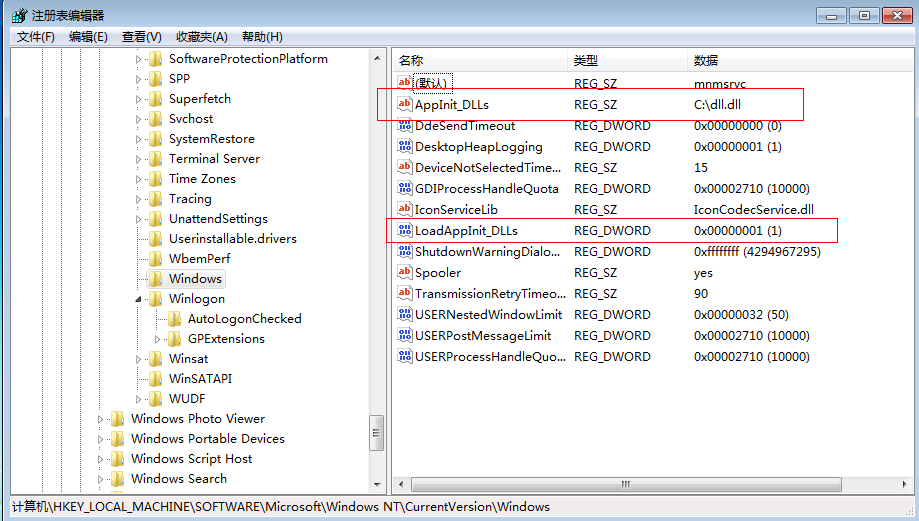 注册表编辑器
文件(F) 编辑(E) 查看(V) 收藏夹(A) 帮助(H)
SoftwareProtectionPlatform
SPP
Superfetch
Svchost
SystemRestore
Terminal Server
Time Zones
Tracing
UnattendSettings
Userinstallable.drivers
WbemPerf
Windows
Winlogon
AutoLogonChecked
GPExtensions
Winsat
WinSATAPI
WUDF
Windows Photo Viewer
Windows Portable Devices
Windows Script Host
Windows Search
名称 类型 数据
ab (默认) REG_SZ mnmsrvc
ab AppInit_DLLs REG_SZ C:\dll.dll
DdeSendTimeout REG_DWORD 0x00000000 (0)
DesktopHeapLogging REG_DWORD 0x00000001 (1)
ab DeviceNotSelectedTime... REG_SZ 15
GDIProcessHandleQuota REG_DWORD 0x00002710 (10000)
ab IconServiceLib REG_SZ IconCodecService.dll
LoadAppInit_DLLs REG_DWORD 0x00000001 (1)
ShutdownWarningDialo... REG_DWORD 0xffffffff (4294967295)
ab Spooler REG_SZ yes
ab TransmissionRetryTimeo... REG_SZ 90
USERNestedWindowLimit REG_DWORD 0x00000032 (50)
USERPostMessageLimit REG_DWORD 0x00002710 (10000)
USERProcessHandleQuo... REG_DWORD 0x00002710 (10000)
计算机\HKEY_LOCAL_MACHINE\SOFTWARE\Microsoft\Windows NT\CurrentVersion\Windows